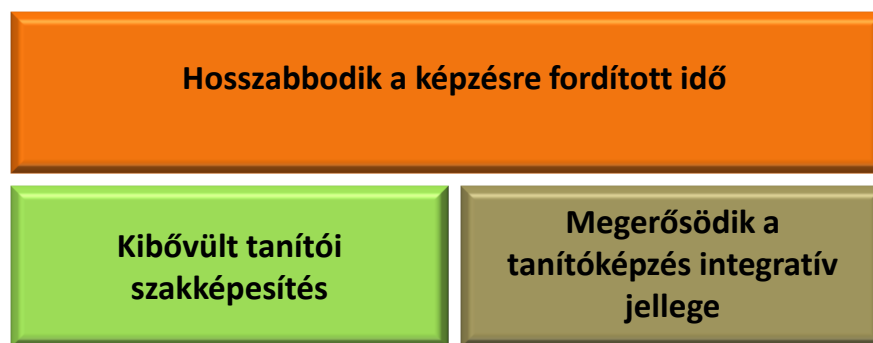 Hosszabbodik a képzésre fordított idő
Kibővült tanítói
szakképesítés
Megerősödik a
tanítóképzés integratív
jellege